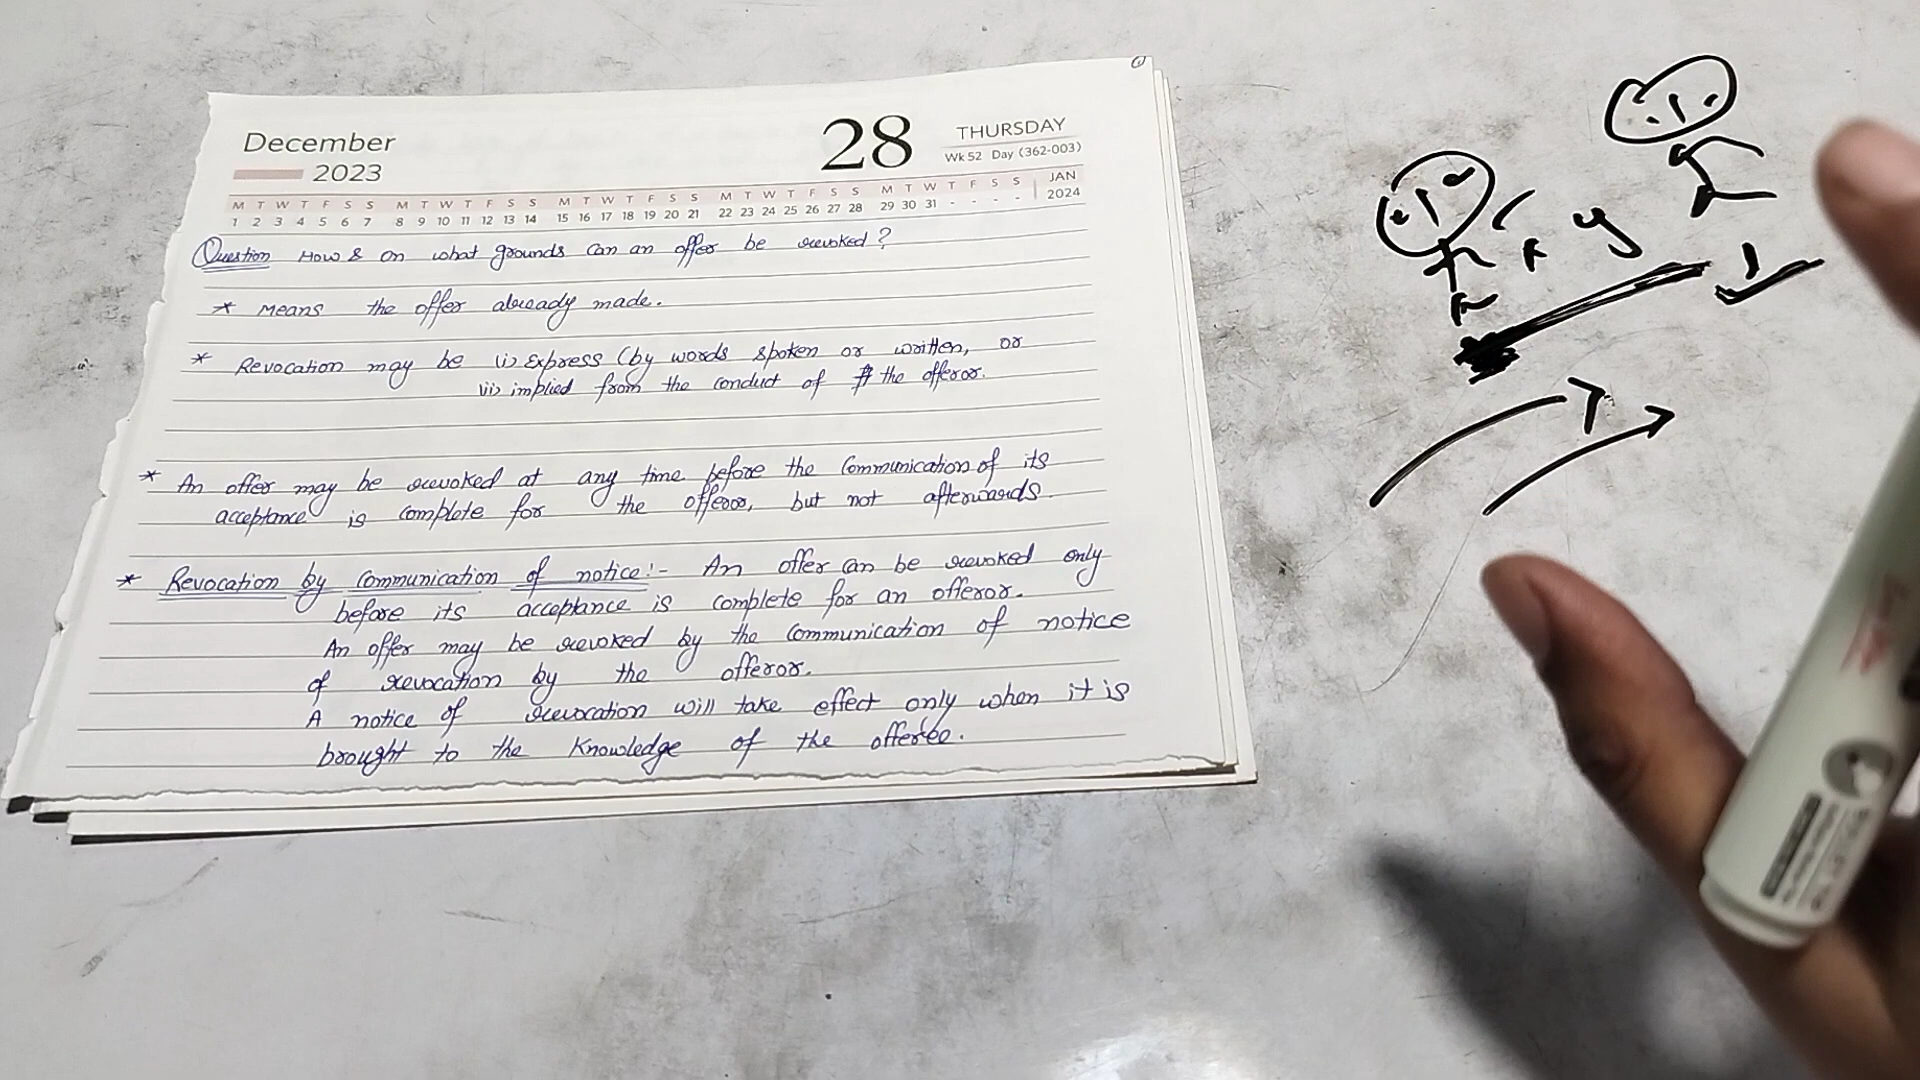 December
2023
28
THURSDAY
Wk 52 Day (362-003)
M T W T F S S M T W T F S S M T W T F S S M T W T F S S M T W T F S S JAN
1 2 3 4 5 6 7 8 9 10 11 12 13 14 15 16 17 18 19 20 21 22 23 24 25 26 27 28 29 30 31 - - - - 2024
Question How & on what grounds can an offer be revoked?
* Means the offer already made.
* Revocation may be (i) Express (by words spoken or written, or
(ii) implied from the conduct of the offeror.
* An offer may be revoked at any time before the communication of its
acceptance is complete for the offeror, but not afterwards.
* Revocation by communication of notice:- An offer can be revoked only
before its acceptance is complete for an offeror.
An offer may be revoked by the communication of notice
of revocation by the offeror.
A notice of revocation will take effect only when it is
brought to the knowledge of the offeree.